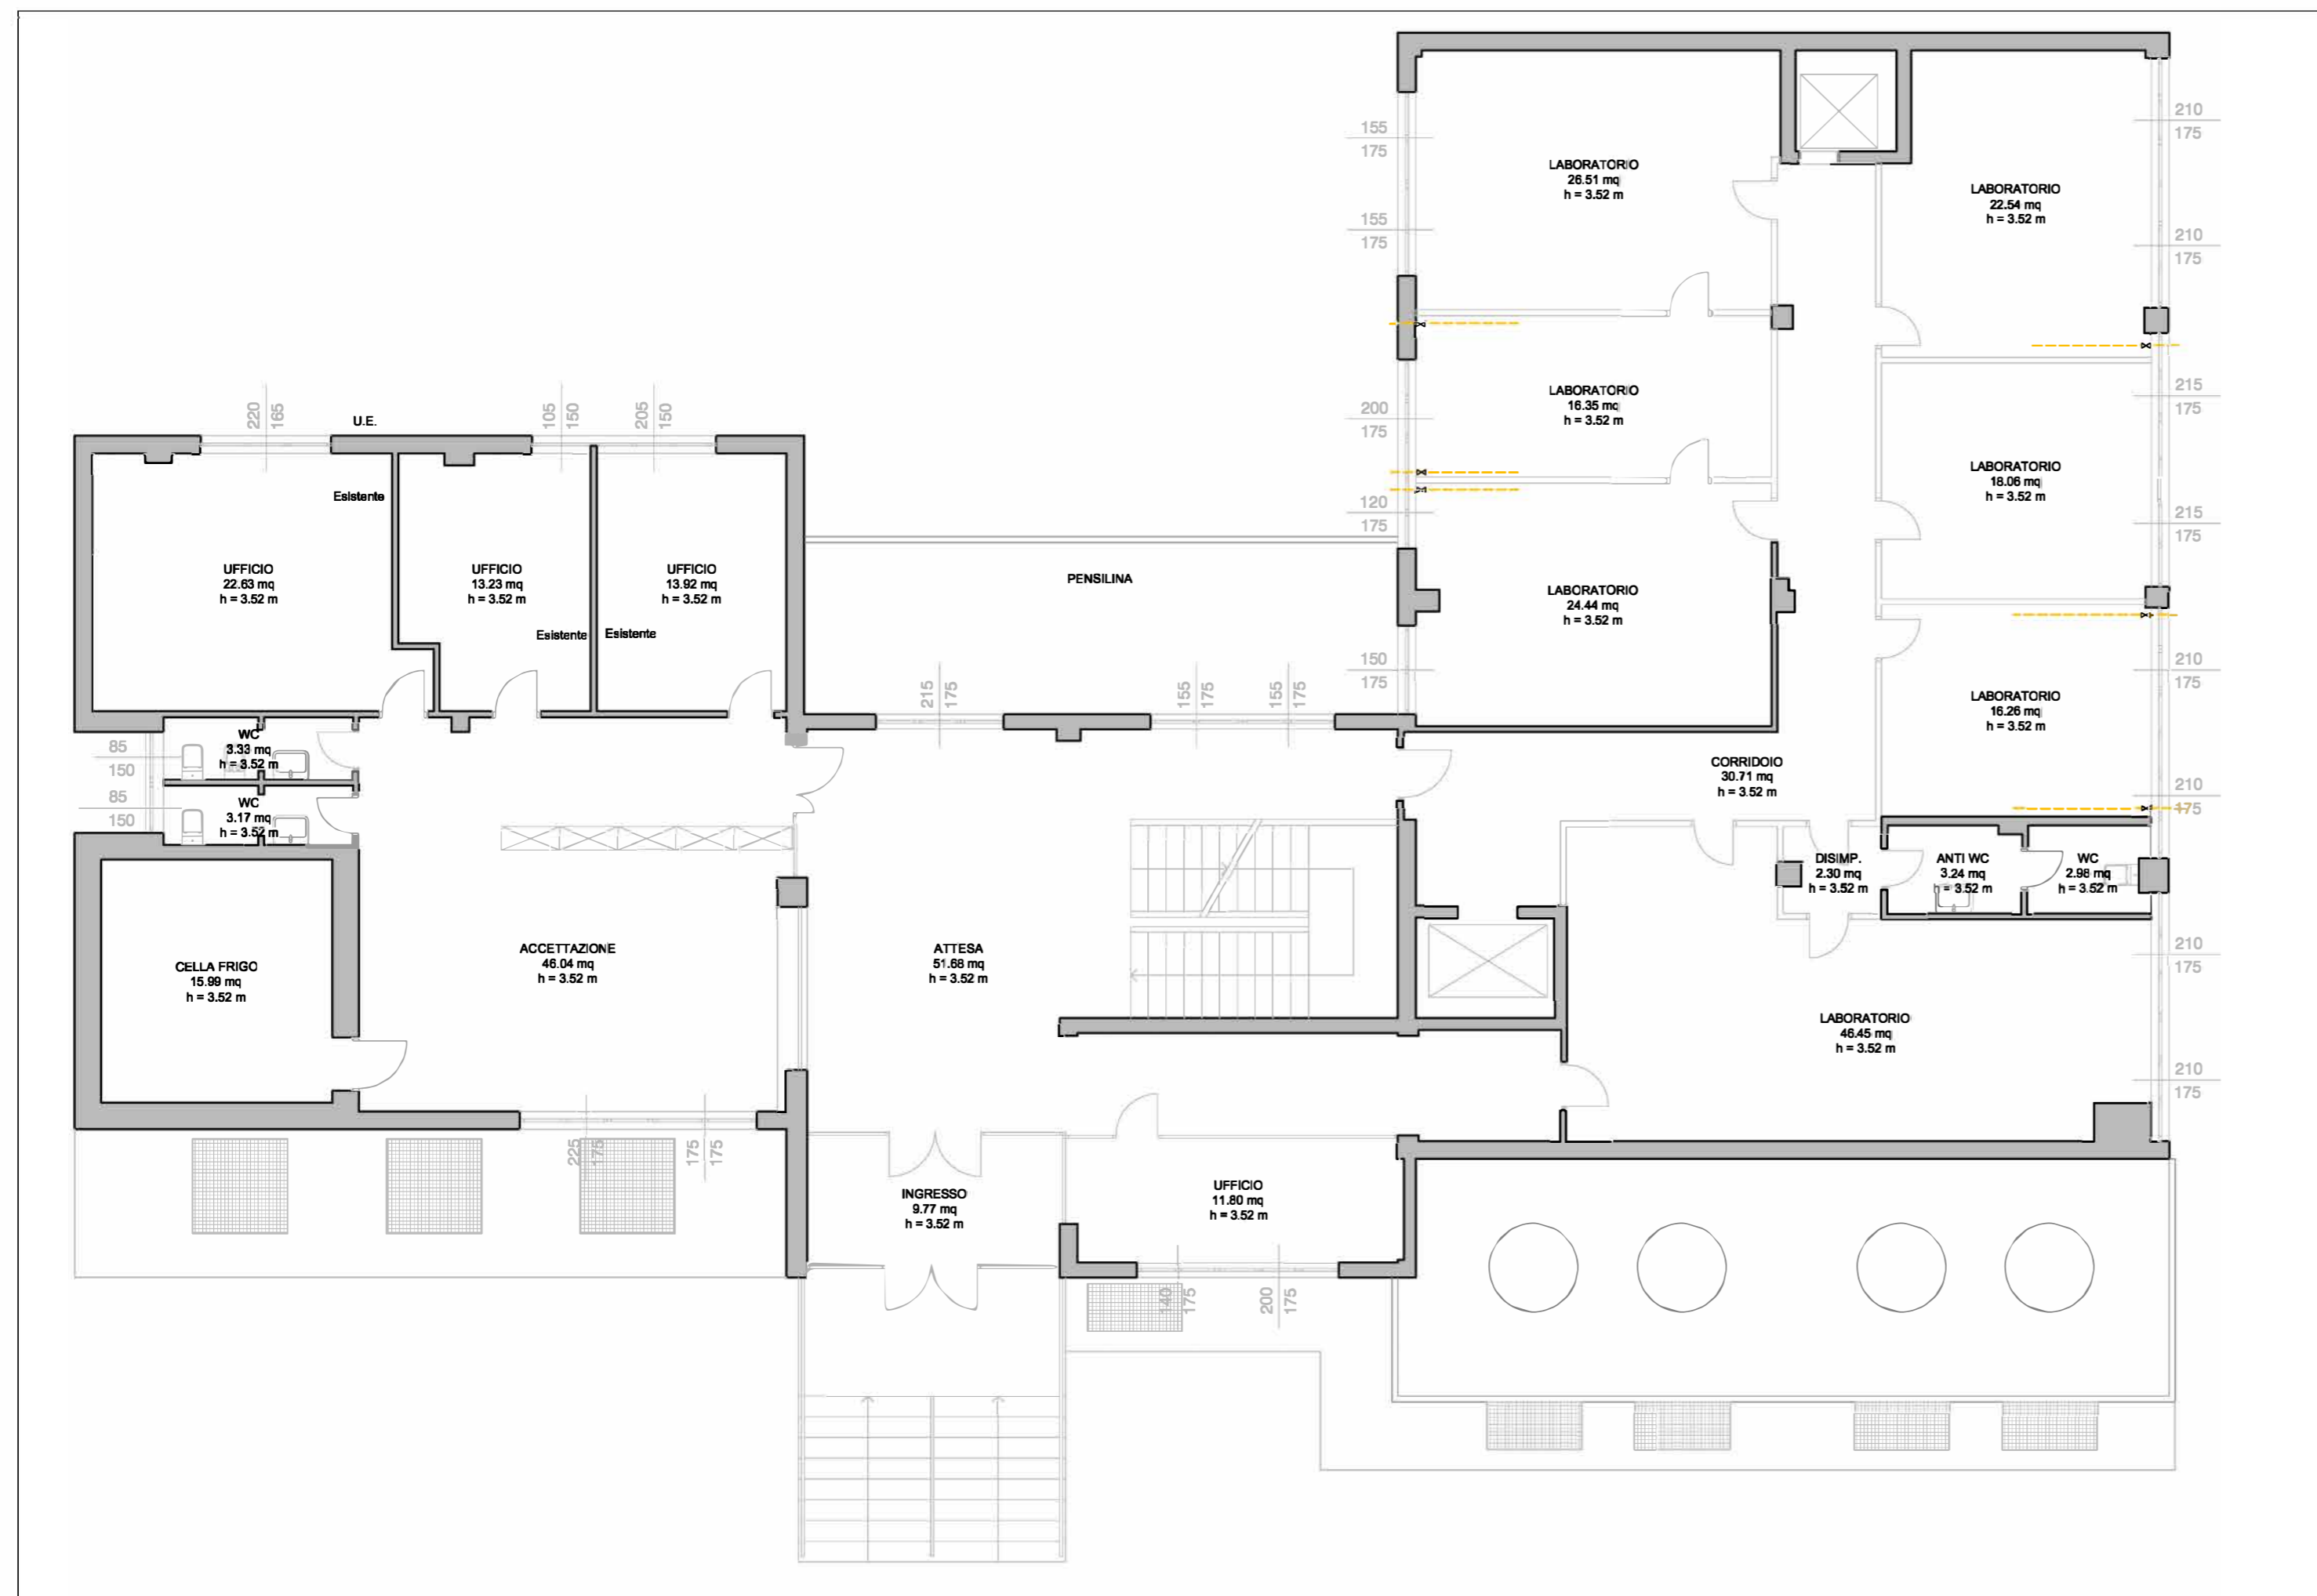 220
165
U.E.
105
150
205
150
Esistente
UFFICIO
22.63 mq
h = 3.52 m
UFFICIO
13.23 mq
h = 3.52 m
Esistente
UFFICIO
13.92 mq
h = 3.52 m
Esistente
PENSILINA
85
150
WC
3.33 mq
h = 3.52 m
85
150
WC
3.17 mq
h = 3.52 m
CELLA FRIGO
15.99 mq
h = 3.52 m
ACCETTAZIONE
46.04 mq
h = 3.52 m
225
175
175
175
215
175
155
175
155
175
ATTESA
51.68 mq
h = 3.52 m
INGRESSO
9.77 mq
h = 3.52 m
UFFICIO
11.80 mq
h = 3.52 m
140
175
200
175
155
175
155
175
200
175
120
175
150
175
LABORATORIO
26.51 mq
h = 3.52 m
LABORATORIO
16.35 mq
h = 3.52 m
LABORATORIO
24.44 mq
h = 3.52 m
CORRIDOIO
30.71 mq
h = 3.52 m
LABORATORIO
22.54 mq
h = 3.52 m
LABORATORIO
18.06 mq
h = 3.52 m
LABORATORIO
16.26 mq
h = 3.52 m
DISIMP.
2.30 mq
h = 3.52 m
ANTI WC
3.24 mq
h = 3.52 m
WC
2.98 mq
h = 3.52 m
LABORATORIO
46.45 mq
h = 3.52 m
210
175
210
175
215
175
215
175
210
175
210
175
210
175
210
175